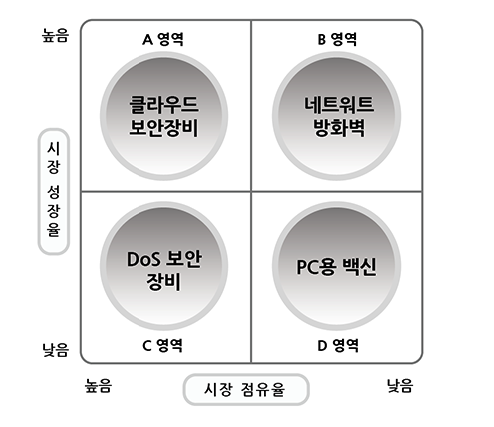 높음
A 영역
B 영역
클라우드
보안장비
네트워트
방화벽
시장 성장율
DoS 보안
장비
PC용 백신
낮음
C 영역
D 영역
높음
시장 점유율
낮음